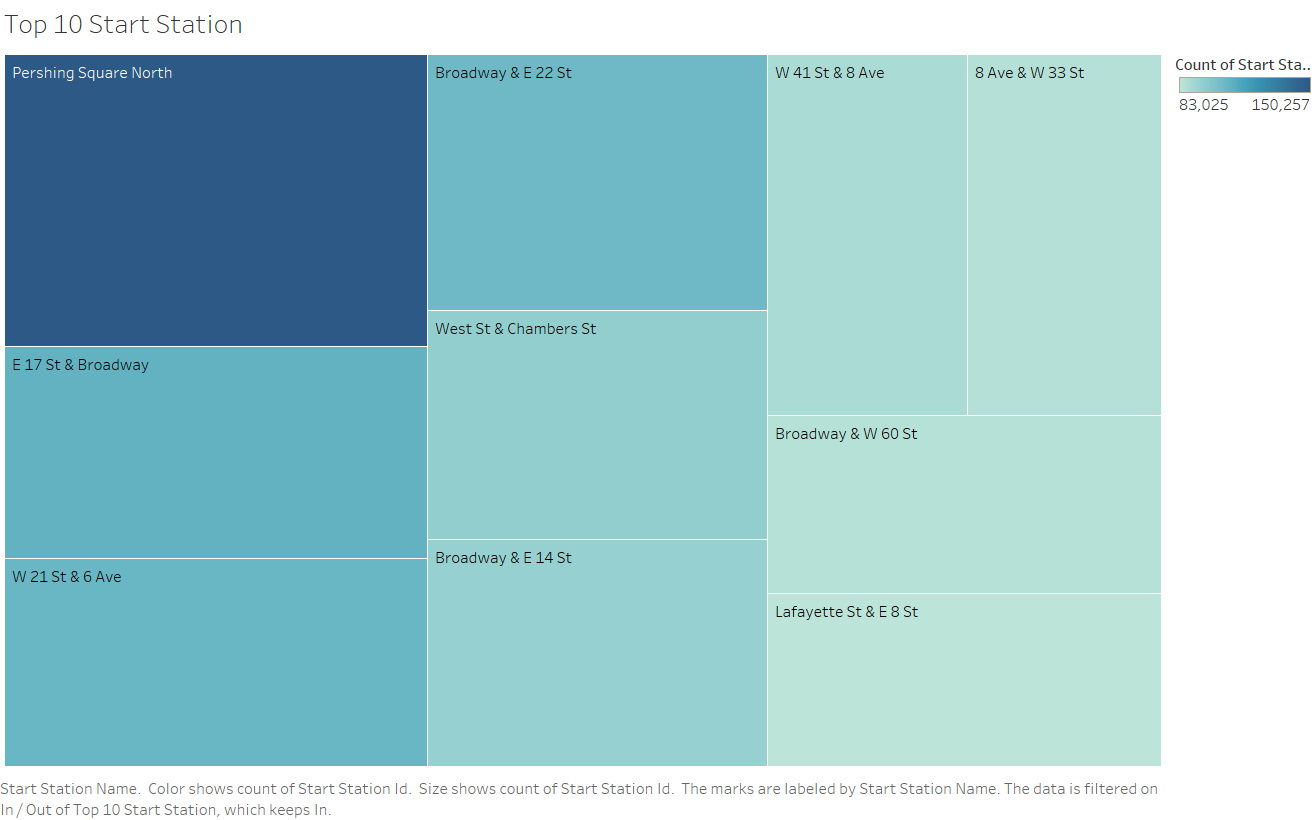 Top 10 Start Station
Pershing Square North
Broadway & E 22 St
W 41 St & 8 Ave
8 Ave & W 33 St
Count of Start Sta..
83,025 150,257
West St & Chambers St
E 17 St & Broadway
Broadway & W 60 St
Broadway & E 14 St
W 21 St & 6 Ave
Lafayette St & E 8 St
Start Station Name.  Color shows count of Start Station Id.  Size shows count of Start Station Id.  The marks are labeled by Start Station Name. The data is filtered on
In / Out of Top 10 Start Station, which keeps In.